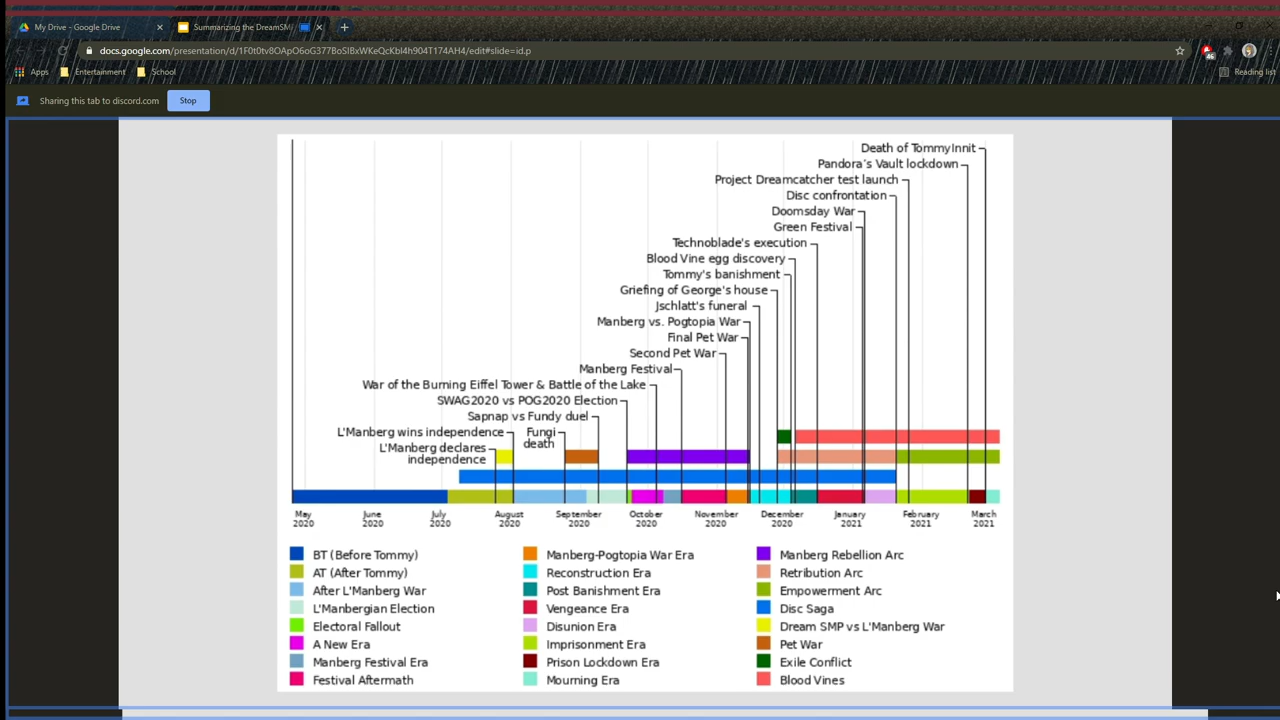 My Drive - Google Drive
Summarizing the DreamSM
docs.google.com/presentation/d/1F0t0tv8OApO6oG377BoSIBxWKeQcKbl4h904T174AH4/edit#slide=id.p
Apps
Entertainment
School
46
Reading list
Sharing this tab to discord.com
Stop
Death of TommyInnit
Pandora's Vault lockdown
Project Dreamcatcher test launch
Disc confrontation
Doomsday War
Green Festival
Technoblade's execution
Blood Vine egg discovery
Tommy's banishment
Griefing of George's house
Jschlatt's funeral
Manberg vs. Pogtopia War
Final Pet War
Second Pet War
Manberg Festival
War of the Burning Eiffel Tower & Battle of the Lake
SWAG2020 vs POG2020 Election
Sapnap vs Fundy duel
L'Manberg wins independence
Fungi
death
L'Manberg declares
independence
May
2020
June
2020
July
2020
August
2020
September
2020
October
2020
November
2020
December
2020
January
2021
February
2021
March
2021
BT (Before Tommy)
AT (After Tommy)
After L'Manberg War
L'Manbergian Election
Electoral Fallout
A New Era
Manberg Festival Era
Festival Aftermath
Manberg-Pogtopia War Era
Reconstruction Era
Post Banishment Era
Vengeance Era
Disunion Era
Imprisonment Era
Prison Lockdown Era
Mourning Era
Manberg Rebellion Arc
Retribution Arc
Empowerment Arc
Disc Saga
Dream SMP vs L'Manberg War
Pet War
Exile Conflict
Blood Vines